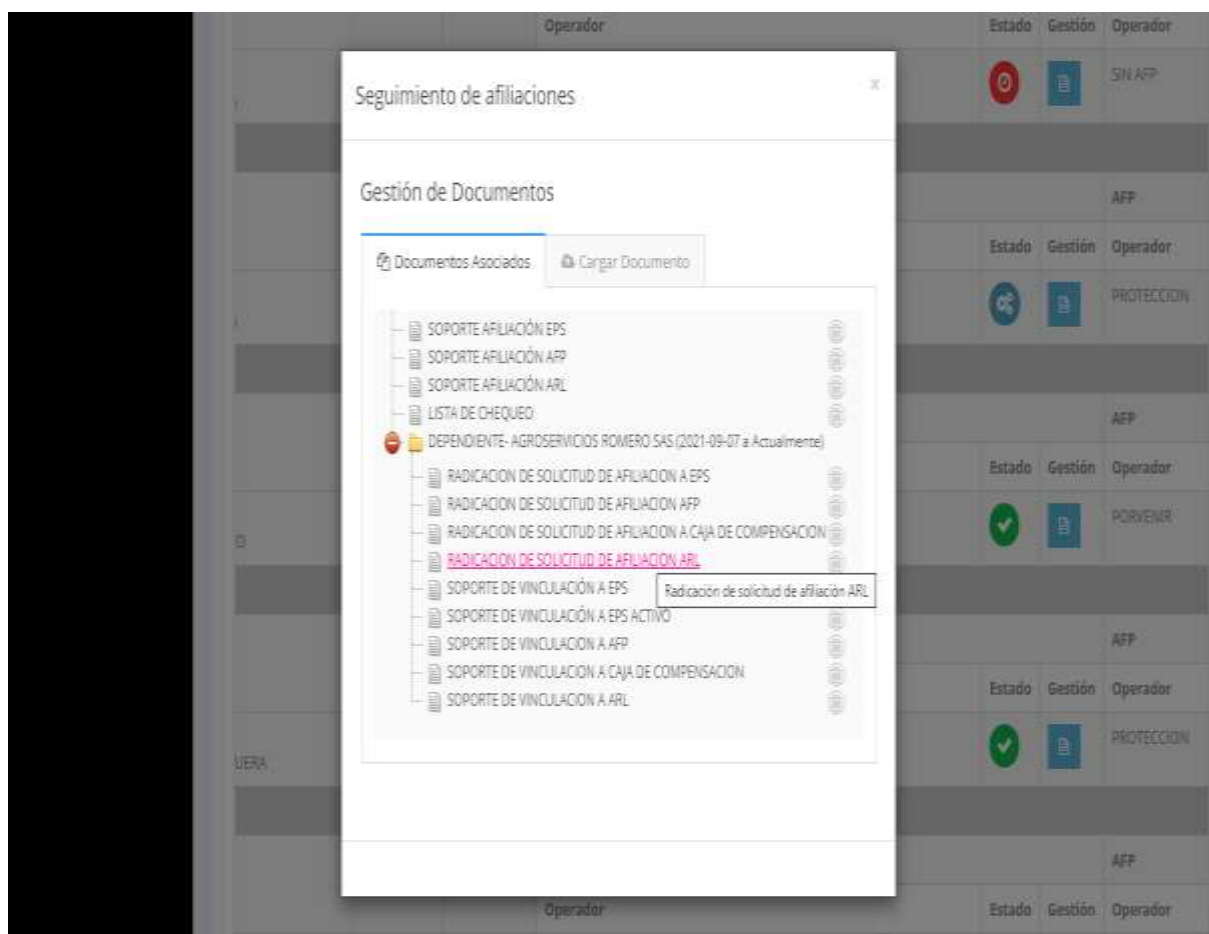 Operador Estado Gestión Operador
SIN AFP
Seguimiento de afiliaciones x
Gestión de Documentos
AFP
Documentos Asociados Cargar Documento
Estado Gestión Operador
PROTECCION
SOPORTE AFILIACIÓN EPS
SOPORTE AFILIACIÓN AFP
SOPORTE AFILIACIÓN ARL
LISTA DE CHEQUEO
AFP
DEPENDIENTE- AGROSERVICIOS ROMERO SAS (2021-09-07 a Actualmente)
Estado Gestión Operador
RADICACION DE SOLICITUD DE AFILIACION A EPS
RADICACION DE SOLICITUD DE AFILIACION AFP
PORVENIR
RADICACION DE SOLICITUD DE AFILIACION A CAJA DE COMPENSACION
RADICACION DE SOLICITUD DE AFILIACION ARL
SOPORTE DE VINCULACIÓN A EPS
Radicación de solicitud de afiliación ARL
SOPORTE DE VINCULACIÓN A EPS ACTIVO
SOPORTE DE VINCULACION A AFP
AFP
SOPORTE DE VINCULACION A CAJA DE COMPENSACION
Estado Gestión Operador
SOPORTE DE VINCULACION A ARL
PROTECCION
UERA
AFP
Operador Estado Gestión Operador